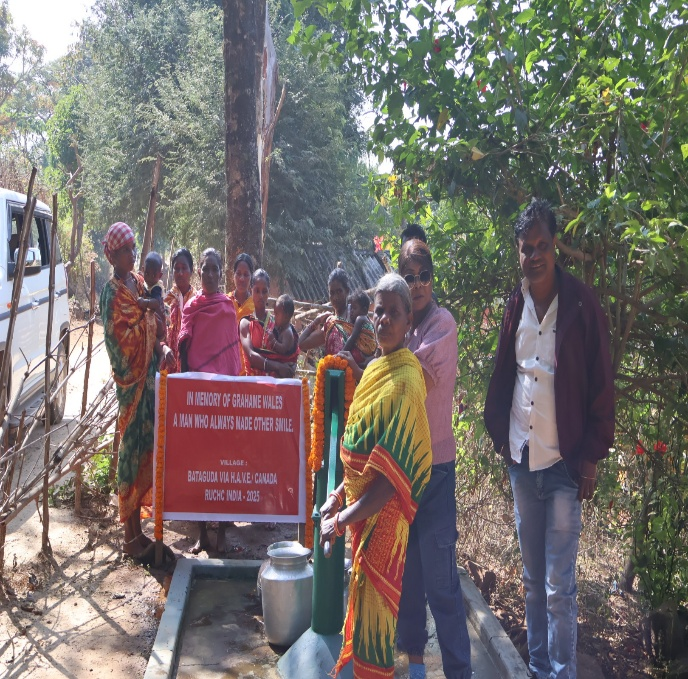 IN MEMORY OF GRAHAME WALES
A MAN WHO ALWAYS MADE OTHER SMILE.
VILLAGE :
BATAGUDA VIA H.A.V.E/ CANADA
RUCHC INDIA - 2025